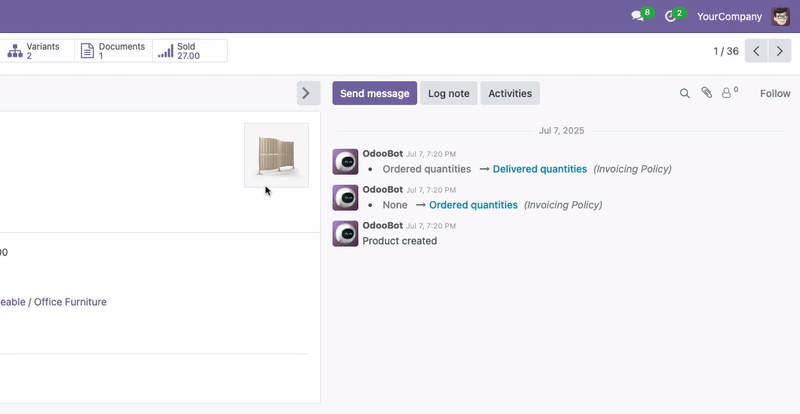 8
2
YourCompany
Variants
2
Documents
1
Sold
27.00
1 / 36
Send message
Log note
Activities
0
Follow
00
eable / Office Furniture
Jul 7, 2025
OdooBot Jul 7, 7:20 PM
• Ordered quantities → Delivered quantities (Invoicing Policy)
OdooBot Jul 7, 7:20 PM
• None → Ordered quantities (Invoicing Policy)
OdooBot Jul 7, 7:20 PM
Product created